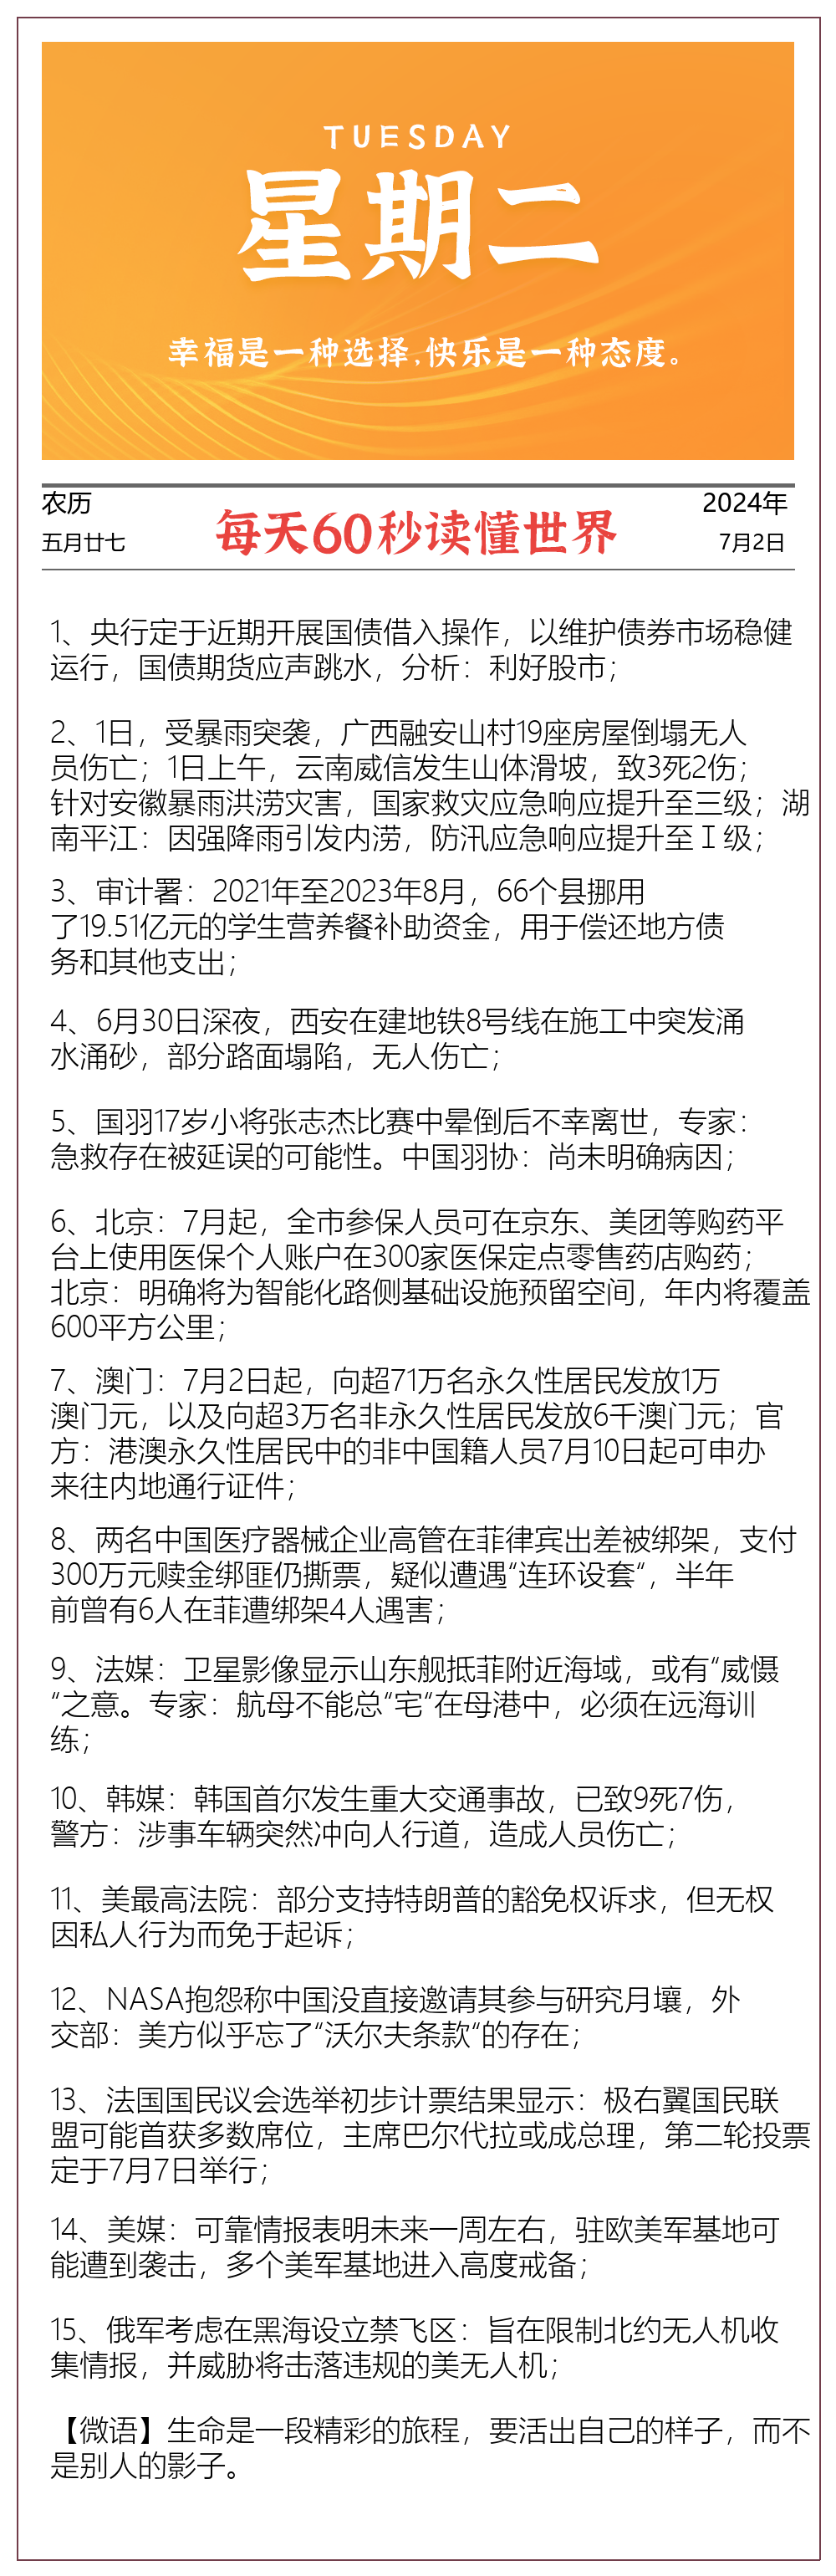 TUESDAY
星期二
幸福是一种选择,快乐是一种态度。
农历
五月廿七
每天60秒读懂世界
2024年
7月2日
1、央行定于近期开展国债借入操作，以维护债券市场稳健
运行，国债期货应声跳水，分析：利好股市；
2、1日，受暴雨突袭，广西融安山村19座房屋倒塌无人
员伤亡；1日上午，云南威信发生山体滑坡，致3死2伤；
针对安徽暴雨洪涝灾害，国家救灾应急响应提升至三级；湖
南平江：因强降雨引发内涝，防汛应急响应提升至Ⅰ级；
3、审计署：2021年至2023年8月，66个县挪用
了19.51亿元的学生营养餐补助资金，用于偿还地方债
务和其他支出；
4、6月30日深夜，西安在建地铁8号线在施工中突发涌
水涌砂，部分路面塌陷，无人伤亡；
5、国羽17岁小将张志杰比赛中晕倒后不幸离世，专家：
急救存在被延误的可能性。中国羽协：尚未明确病因；
6、北京：7月起，全市参保人员可在京东、美团等购药平
台上使用医保个人账户在300家医保定点零售药店购药；
北京：明确将为智能化路侧基础设施预留空间，年内将覆盖
600平方公里；
7、澳门：7月2日起，向超71万名永久性居民发放1万
澳门元，以及向超3万名非永久性居民发放6千澳门元；官
方：港澳永久性居民中的非中国籍人员7月10日起可申办
来往内地通行证件；
8、两名中国医疗器械企业高管在菲律宾出差被绑架，支付
300万元赎金绑匪仍撕票，疑似遭遇“连环设套“，半年
前曾有6人在菲遭绑架4人遇害；
9、法媒：卫星影像显示山东舰抵菲附近海域，或有“威慑
“之意。专家：航母不能总“宅“在母港中，必须在远海训
练；
10、韩媒：韩国首尔发生重大交通事故，已致9死7伤，
警方：涉事车辆突然冲向人行道，造成人员伤亡；
11、美最高法院：部分支持特朗普的豁免权诉求，但无权
因私人行为而免于起诉；
12、NASA抱怨称中国没直接邀请其参与研究月壤，外
交部：美方似乎忘了“沃尔夫条款“的存在；
13、法国国民议会选举初步计票结果显示：极右翼国民联
盟可能首获多数席位，主席巴尔代拉或成总理，第二轮投票
定于7月7日举行；
14、美媒：可靠情报表明未来一周左右，驻欧美军基地可
能遭到袭击，多个美军基地进入高度戒备；
15、俄军考虑在黑海设立禁飞区：旨在限制北约无人机收
集情报，并威胁将击落违规的美无人机；
【微语】生命是一段精彩的旅程，要活出自己的样子，而不
是别人的影子。